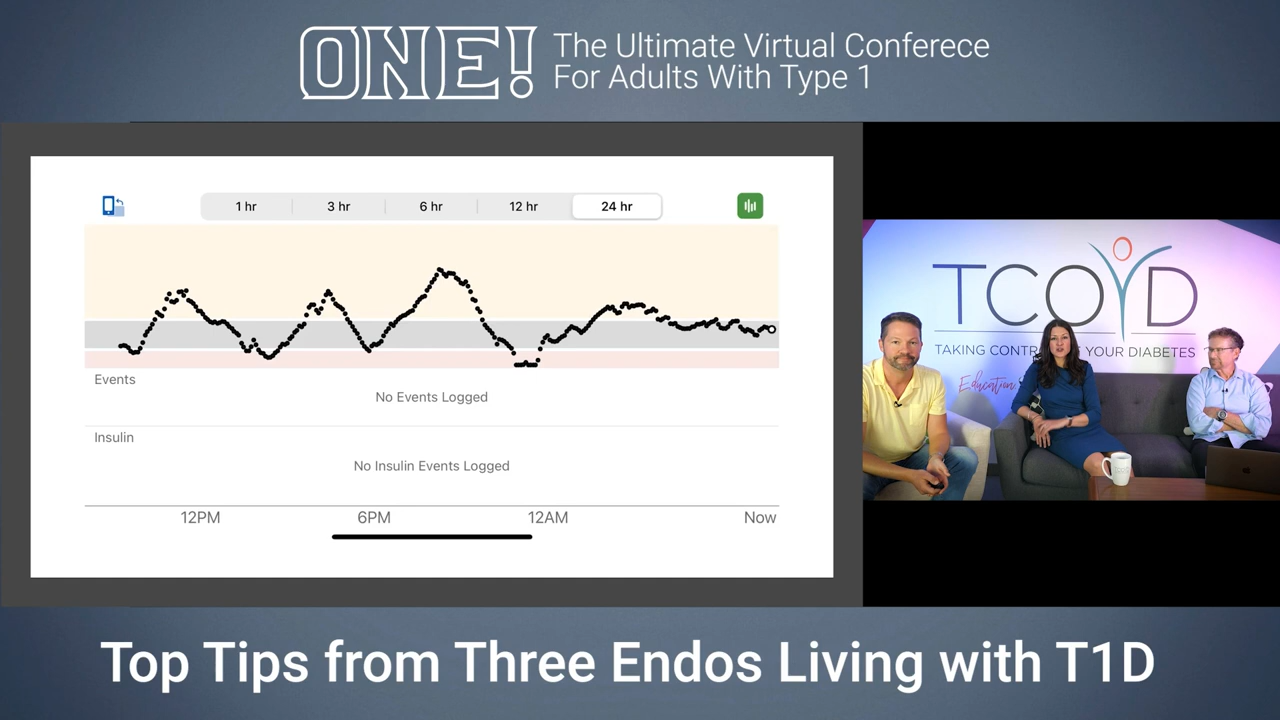 ONE!
The Ultimate Virtual Conferece
For Adults With Type 1
1 hr 3 hr 6 hr 12 hr 24 hr
Events
No Events Logged
Insulin
No Insulin Events Logged
12PM 6PM 12AM Now
TCOYD
YOUR DIABETES
Education
Top Tips from Three Endos Living with T1D